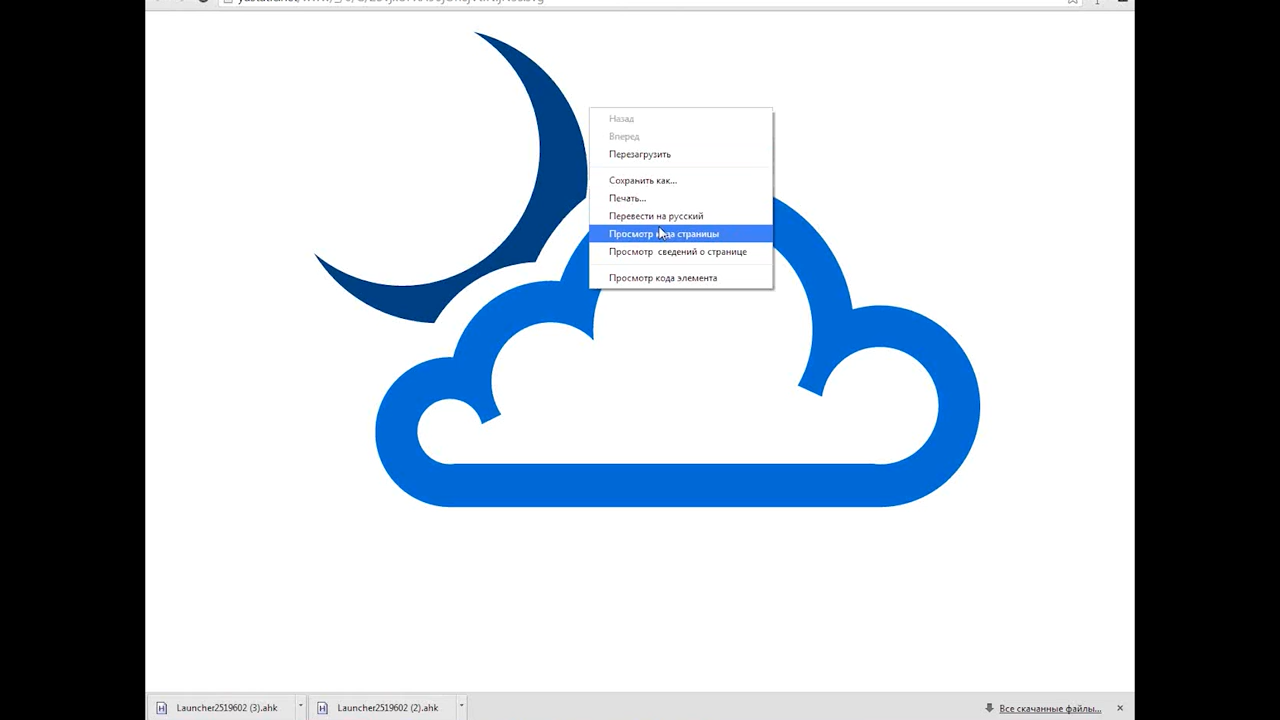 Назад
Вперед
Перезагрузить
Сохранить как...
Печать...
Перевести на русский
Просмотр кода страницы
Просмотр сведений о странице
Просмотр кода элемента
Launcher2519602 (3).ahk
Launcher2519602 (2).ahk
Все скачанные файлы...